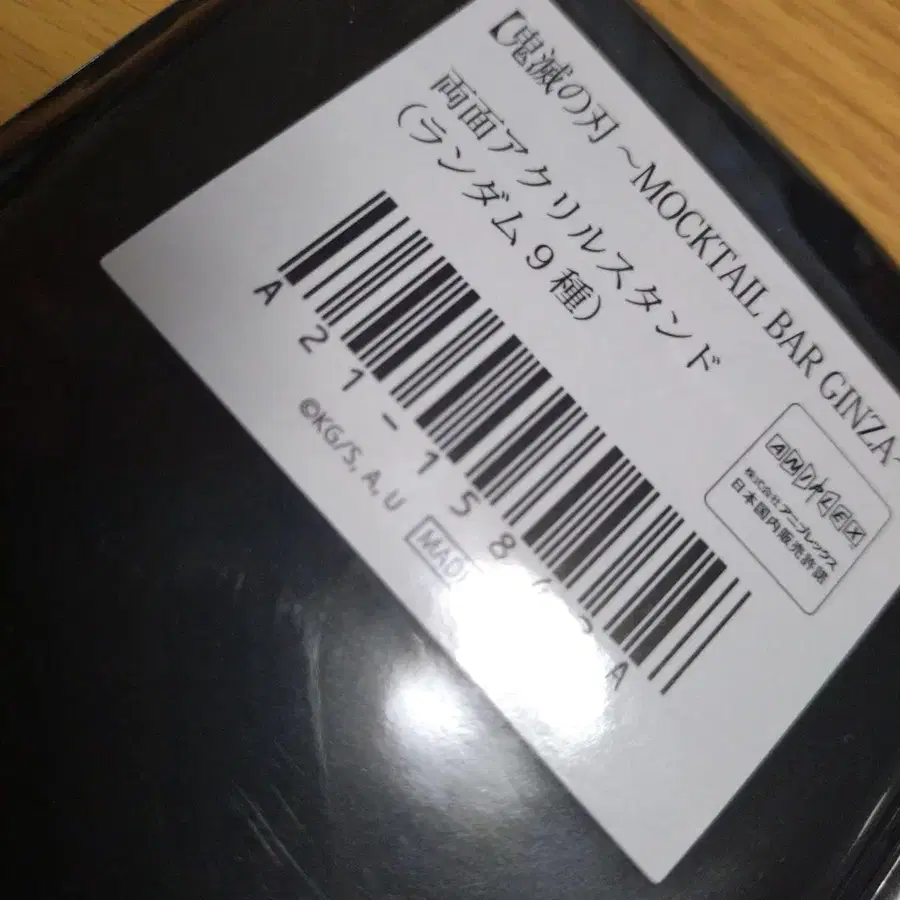 【鬼滅の刃 ～MOCKTAIL BAR GINZA～
両面アクリルスタンド
（ランダム９種）
A21-158
A
©KG/S, A, U
MADE
ANIPLEX
株式会社アニプレックス
日本国内販売許諾